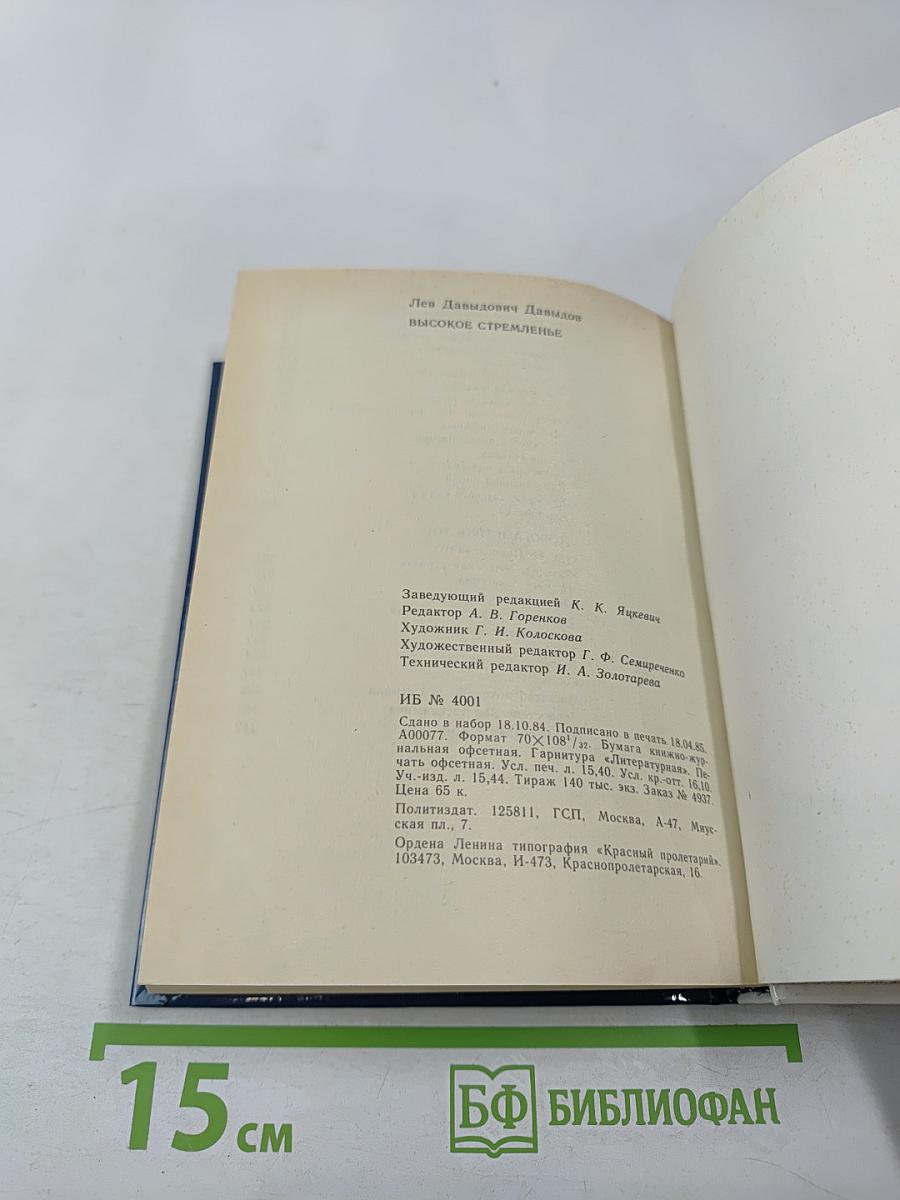 Лев Давыдович Давыдов
ВЫСОКОЕ СТРЕМЛЕНЬЕ
Заведующий редакцией К. К. Яцкевич
Редактор А. В. Горенков
Художник Г. И. Колоскова
Художественный редактор Г. Ф. Семиреченко
Технический редактор И. А. Золотарева
ИБ № 4001
Сдано в набор 18.10.84. Подписано в печать 18.04.85.
А00077. Формат 70×108¹/₃₂. Бумага книжно-жур-
нальная офсетная. Гарнитура «Литературная». Пе-
чать офсетная. Усл. печ. л. 15,40. Усл. кр.-отт. 16,10.
Уч.-изд. л. 15,44. Тираж 140 тыс. экз. Заказ № 4937.
Цена 65 к.
Политиздат. 125811, ГСП, Москва, А-47, Миус-
ская пл., 7.
Ордена Ленина типография «Красный пролетарий».
103473, Москва, И-473, Краснопролетарская, 16.
15 см
БФ БИБЛИОФАН